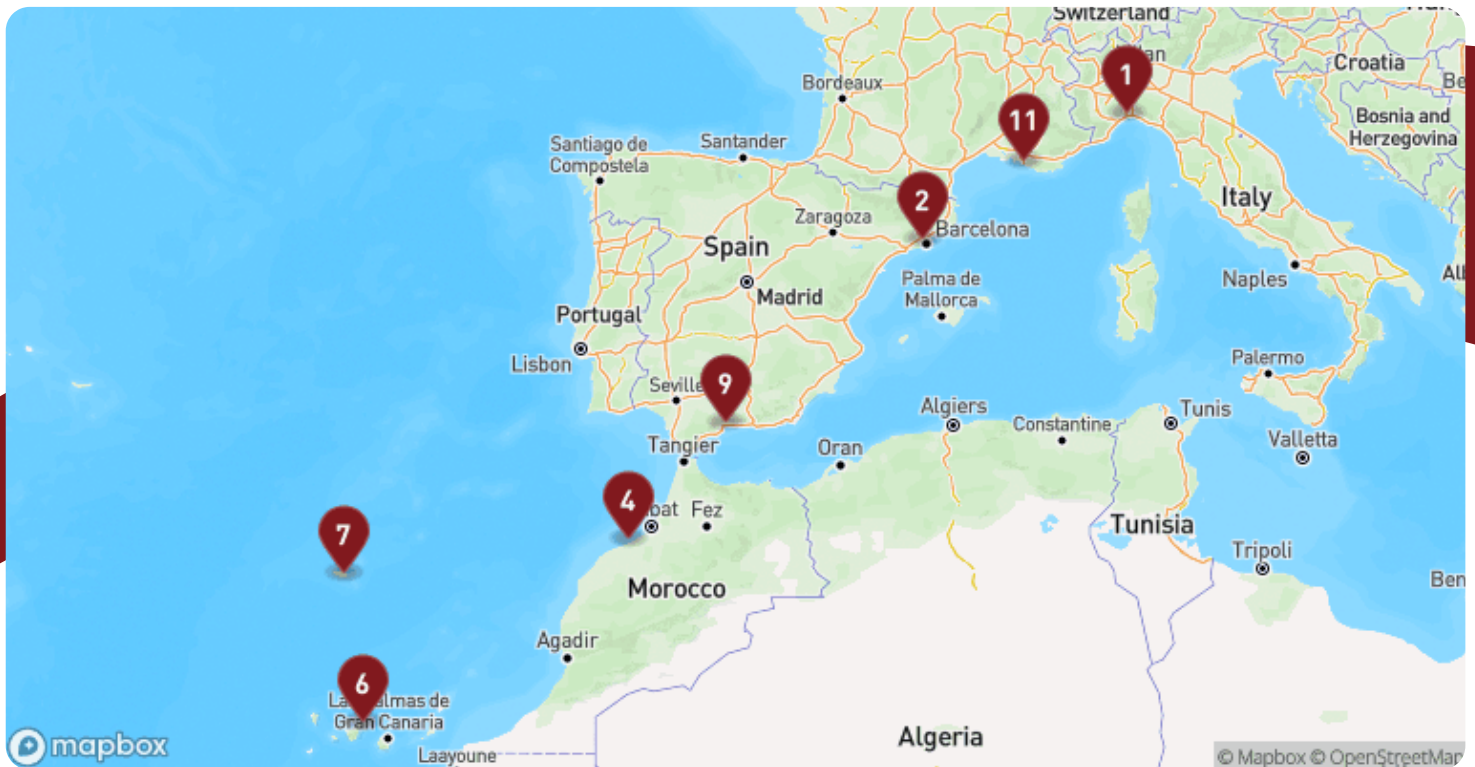 Switzerland
1
Croatia
Bordeaux
11
Bosnia and
Herzegovina
Santiago de
Compostela
Santander
2
Zaragoza
Italy
Barcelona
Spain
Madrid
Palma de
Mallorca
Naples
Portugal
Lisbon
Palermo
Seville
9
Algiers
Tunis
Constantine
Tangier
Oran
Valletta
4
Fez
7
Tunisia
Tripoli
Morocco
Agadir
6
Gran Canaria
Laayoune
Algeria
mapbox
© Mapbox © OpenStreetMap